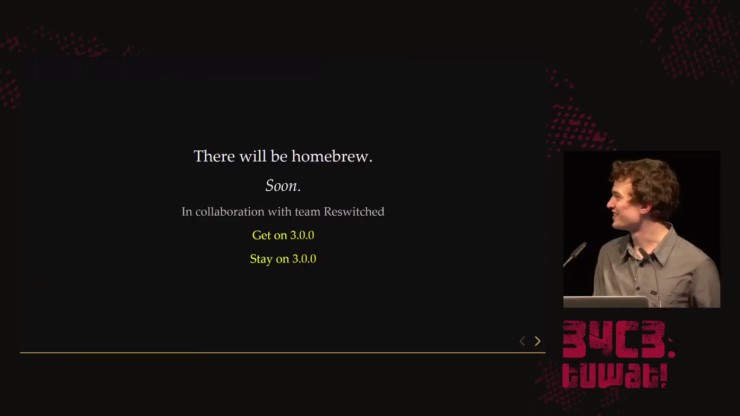 There will be homebrew.
Soon.
In collaboration with team Reswitched
Get on 3.0.0
Stay on 3.0.0
34C3.
tuwat!